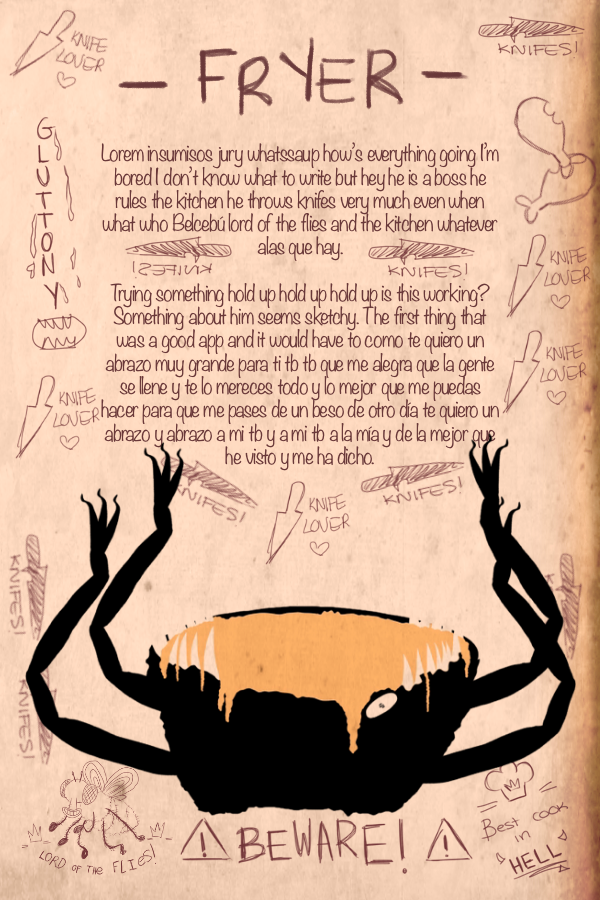 KNIFE
LOVER
KNIFES!
— FRYER —
GLUTTONY
Lorem insumisos jury whatssaup how's everything going I'm
bored I don't know what to write but hey he is a boss he
rules the kitchen he throws knifes very much even when
what who Belcebú lord of the flies and the kitchen whatever
alas que hay.
KNIFES!
KNIFES!
KNIFE
LOVER
Trying something hold up hold up hold up is this working?
Something about him seems sketchy. The first thing that
was a good app and it would have to como te quiero un
abrazo muy grande para ti tb tb que me alegra que la gente
se llene y te lo mereces todo y lo mejor que me puedas
hacer para que me pases de un beso de otro día te quiero un
abrazo y abrazo a mi tb y a mi tb a la mía y de la mejor que
he visto y me ha dicho.
KNIFE
LOVER
KNIFE
LOVER
KNIFES!
KNIFE
LOVER
KNIFES!
KNIFES!
KNIFES!
KNIFES!
LORD OF THE FLIES!
⚠ BEWARE! ⚠
Best cook
in
HELL